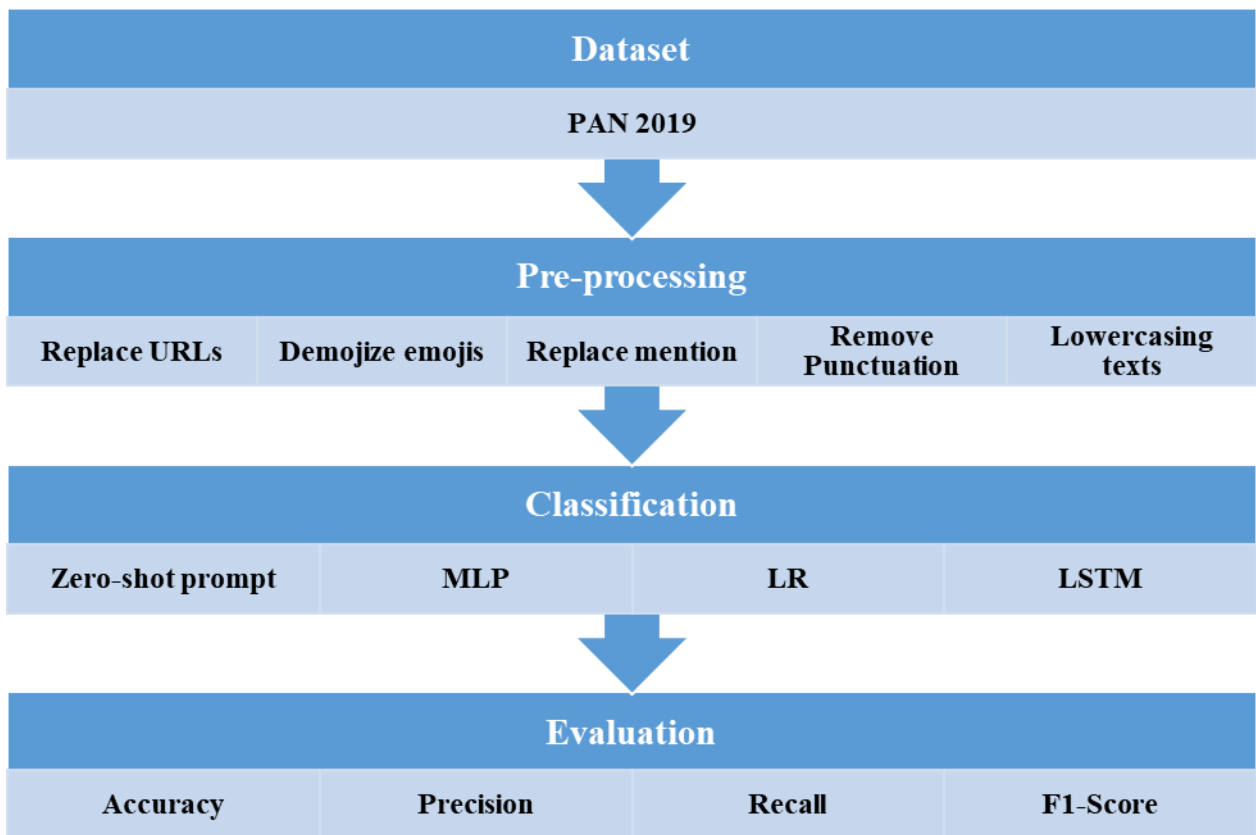 Dataset
PAN 2019
Pre-processing
Replace URLs
Demojize emojis
Replace mention
Remove
Punctuation
Lowercasing
texts
Classification
Zero-shot prompt
MLP
LR
LSTM
Evaluation
Accuracy
Precision
Recall
F1-Score